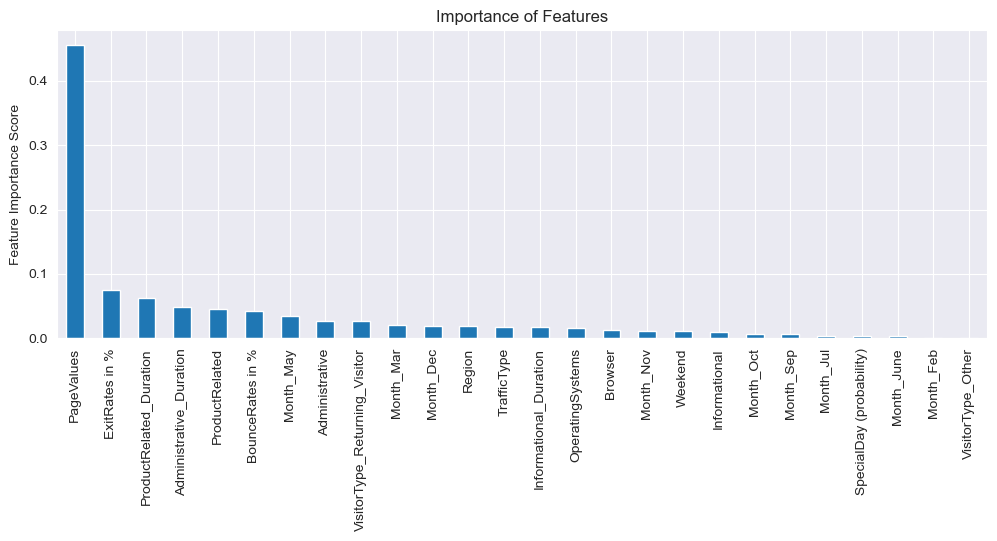 Importance of Features
Feature Importance Score
0.4
0.3
0.2
0.1
0.0
PageValues
ExitRates in %
ProductRelated_Duration
Administrative_Duration
ProductRelated
BounceRates in %
Month_May
Administrative
VisitorType_Returning_Visitor
Month_Mar
Month_Dec
Region
TrafficType
Informational_Duration
OperatingSystems
Browser
Month_Nov
Weekend
Informational
Month_Oct
Month_Sep
Month_Jul
SpecialDay (probability)
Month_June
Month_Feb
VisitorType_Other